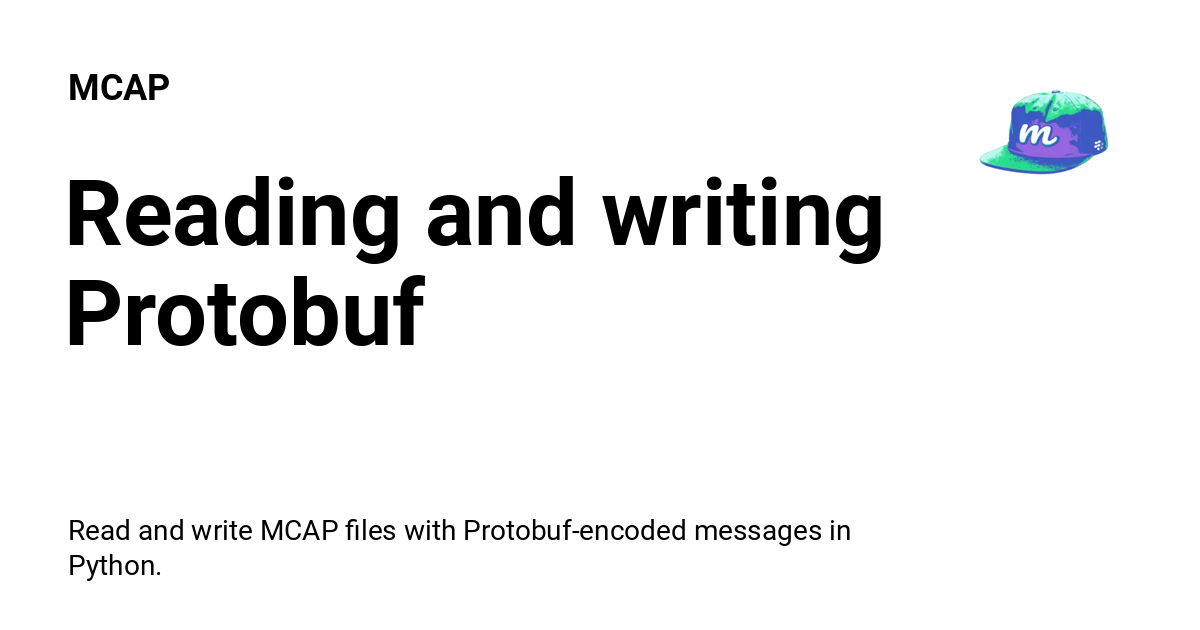 MCAP
m
Reading and writing
Protobuf
Read and write MCAP files with Protobuf-encoded messages in
Python.